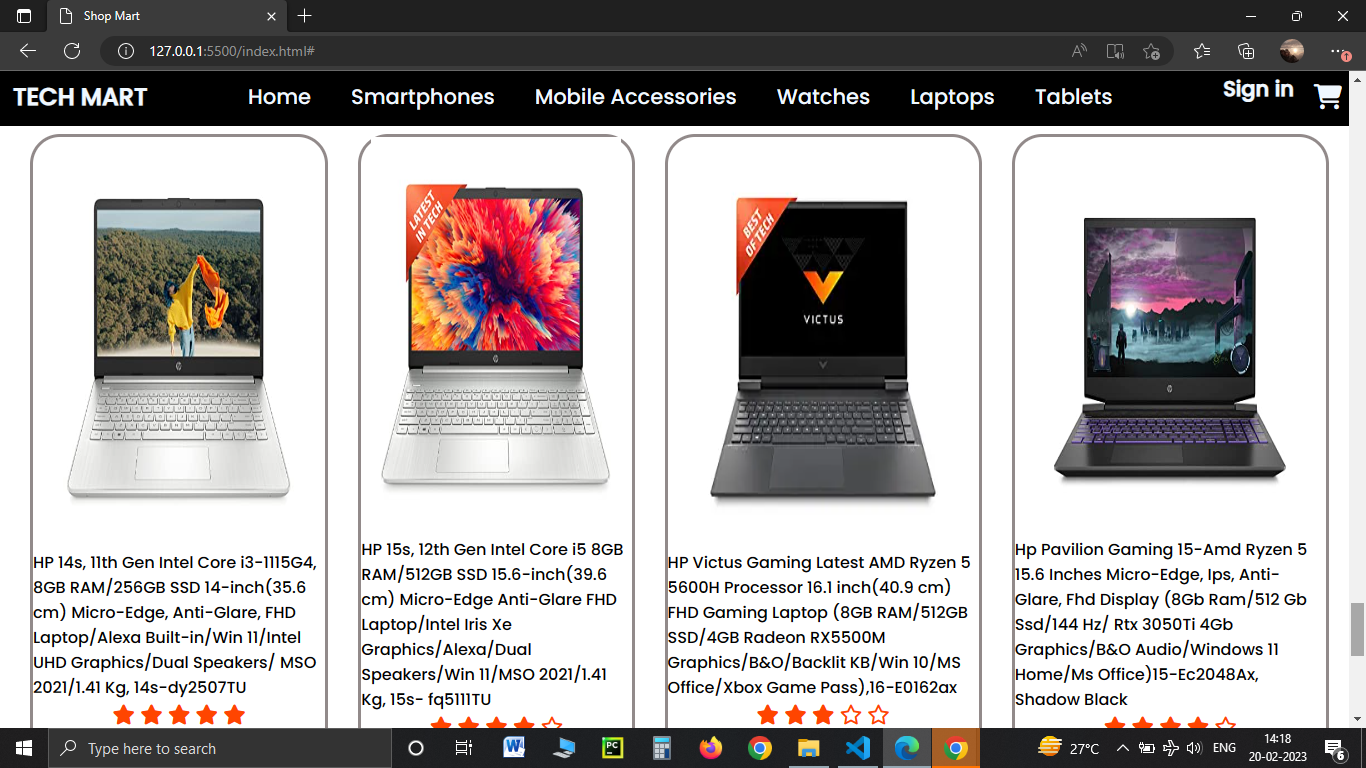 Shop Mart
127.0.0.1:5500/index.html#
TECH MART
Home
Smartphones
Mobile Accessories
Watches
Laptops
Tablets
Sign in
HP 14s, 11th Gen Intel Core i3-1115G4,
8GB RAM/256GB SSD 14-inch(35.6
cm) Micro-Edge, Anti-Glare, FHD
Laptop/Alexa Built-in/Win 11/Intel
UHD Graphics/Dual Speakers/ MSO
2021/1.41 Kg, 14s-dy2507TU
LATEST
IN TECH
HP 15s, 12th Gen Intel Core i5 8GB
RAM/512GB SSD 15.6-inch(39.6
cm) Micro-Edge Anti-Glare FHD
Laptop/Intel Iris Xe
Graphics/Alexa/Dual
Speakers/Win 11/MSO 2021/1.41
Kg, 15s- fq5111TU
BEST
OF TECH
VICTUS
HP Victus Gaming Latest AMD Ryzen 5
5600H Processor 16.1 inch(40.9 cm)
FHD Gaming Laptop (8GB RAM/512GB
SSD/4GB Radeon RX5500M
Graphics/B&O/Backlit KB/Win 10/MS
Office/Xbox Game Pass),16-E0162ax
Hp Pavilion Gaming 15-Amd Ryzen 5
15.6 Inches Micro-Edge, Ips, Anti-
Glare, Fhd Display (8Gb Ram/512 Gb
Ssd/144 Hz/ Rtx 3050Ti 4Gb
Graphics/B&O Audio/Windows 11
Home/Ms Office)15-Ec2048Ax,
Shadow Black
Type here to search
27°C
ENG
14:18
20-02-2023
6